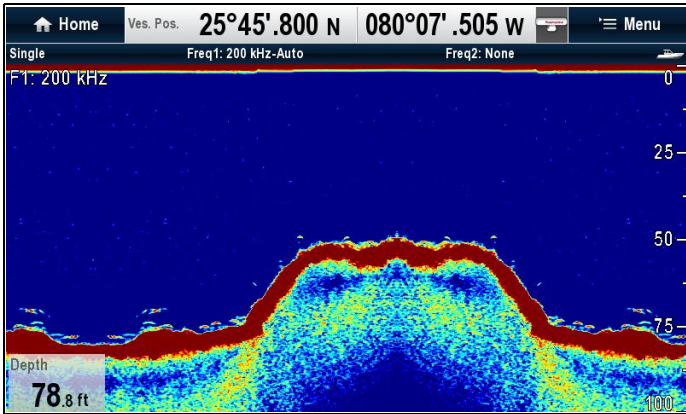 Home Ves. Pos. 25°45'.800 N 080°07'.505 W Menu
Single Freq1: 200 kHz-Auto Freq2: None
F1: 200 kHz 0
25
50
75
Depth
78.8 ft 100